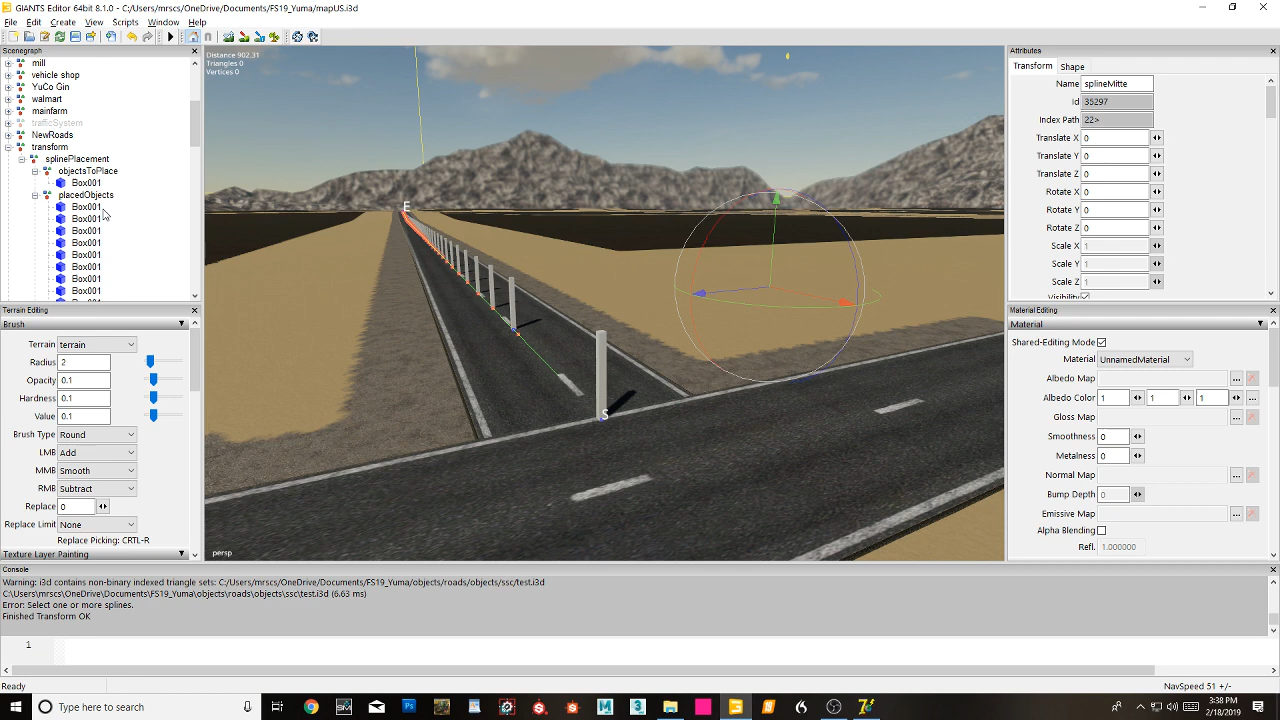 GIANTS Editor 64bit 8.1.0 - C:/Users/mrscs/OneDrive/Documents/FS19_Yuma/mapUS.i3d
File Edit View Create Scripts Window Help
Scenegraph
mill
vehicle shop
YuCo Gin
walmart
mainfarm
trafficSystem
NewRoads
transform
splinePlacement
objectsToPlace
Box001
placedObjects
Box001
Box001
Box001
Box001
Box001
Box001
Box001
Box001
Terrain Editing
Brush
Terrain terrain
Radius 2
Opacity 0.1
Hardness 0.1
Value 0.1
Brush Type Round
LMB Add
MMB Smooth
RMB Subtract
Replace 0
Replace Limit None
Replace Picking: CRTL-R
Texture Layer Painting
Distance 902.31
Triangles 0
Vertices 0
E
S
persp
Attributes
Transform Shape
Name splineMitte
Id 35297
Index Path 22>
Translate X 0
Translate Y 0
Translate Z 0
Rotate X 0
Rotate Y 0
Rotate Z 0
Scale X 1
Scale Y 1
Scale Z 1
Visibility
Material Editing
Material
Shared-Editing Mode
Material UnnamedMaterial
Albedo Map ...
Albedo Color 1 1 1 ...
Gloss Map ...
Smoothness 0
Metalness 0
Normal Map ...
Bump Depth 0
Emissive Map ...
Alpha Blending
Refl. 1.000000
Console
Warning: i3d contains non-binary indexed triangle sets: C:/Users/mrscs/OneDrive/Documents/FS19_Yuma/objects/roads/objects/ssc/test.i3d
C:\Users\mrscs\OneDrive\Documents\FS19_Yuma\objects\roads\objects\ssc\test.i3d (6.63 ms)
Error: Select one or more splines.
Finished Transform OK
1
Ready
NavSpeed 51 +/-
Type here to search
3:38 PM
2/18/2019